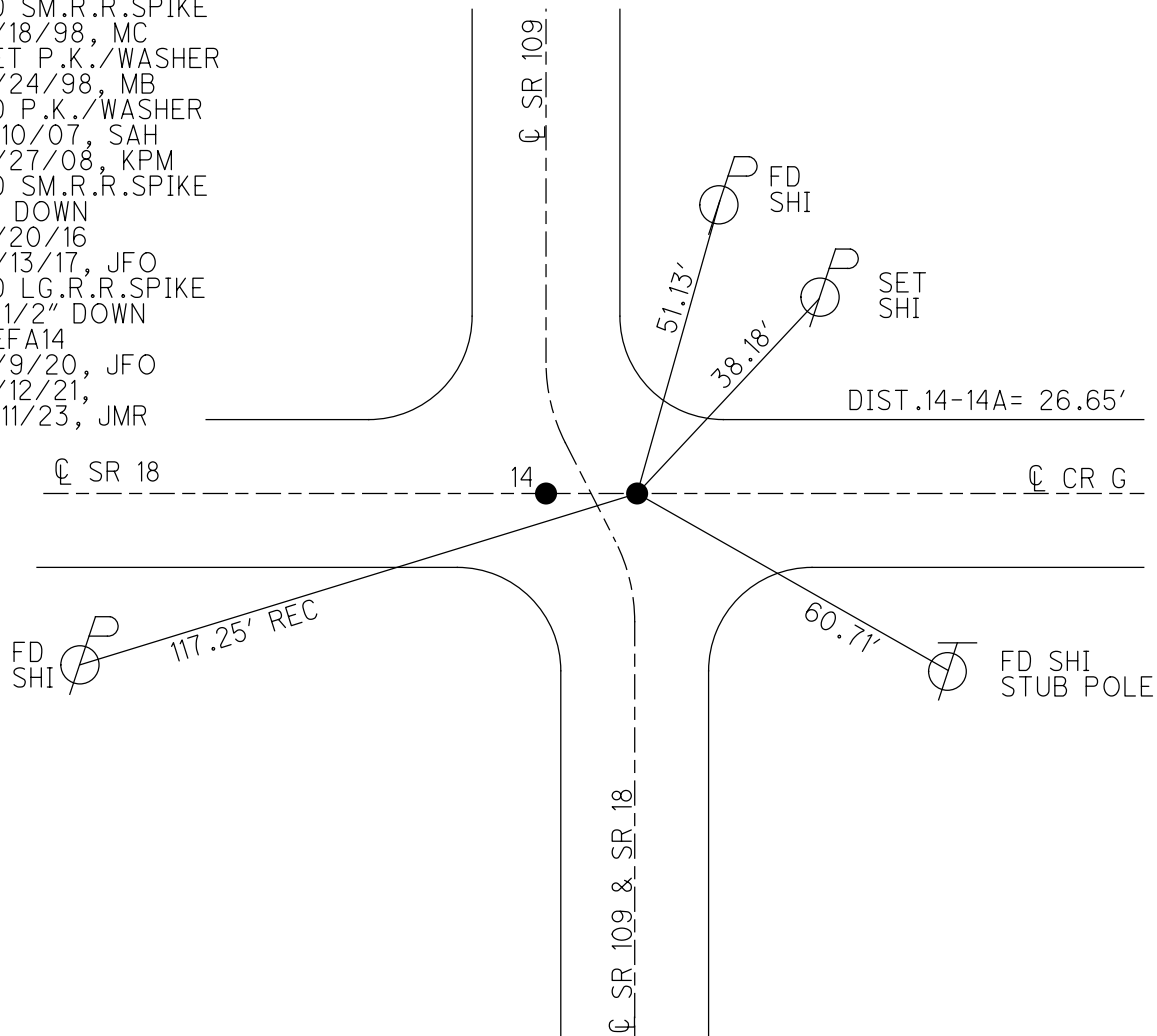 SM.R.R.SPIKE
/18/98, MC
P.K./WASHER
/24/98, MB
P.K./WASHER
10/07, SAH
/27/08, KPM
SM.R.R.SPIKE
DOWN
/20/16
/13/17, JFO
LG.R.R.SPIKE
1/2" DOWN
EFA14
/9/20, JFO
/12/21,
11/23, JMR
℄ SR 109
FD
SHI
51.13'
SET
SHI
38.18'
DIST.14-14A= 26.65'
℄ SR 18
14
℄ CR G
117.25' REC
FD
SHI
60.71'
FD SHI
STUB POLE
℄ SR 109 & SR 18